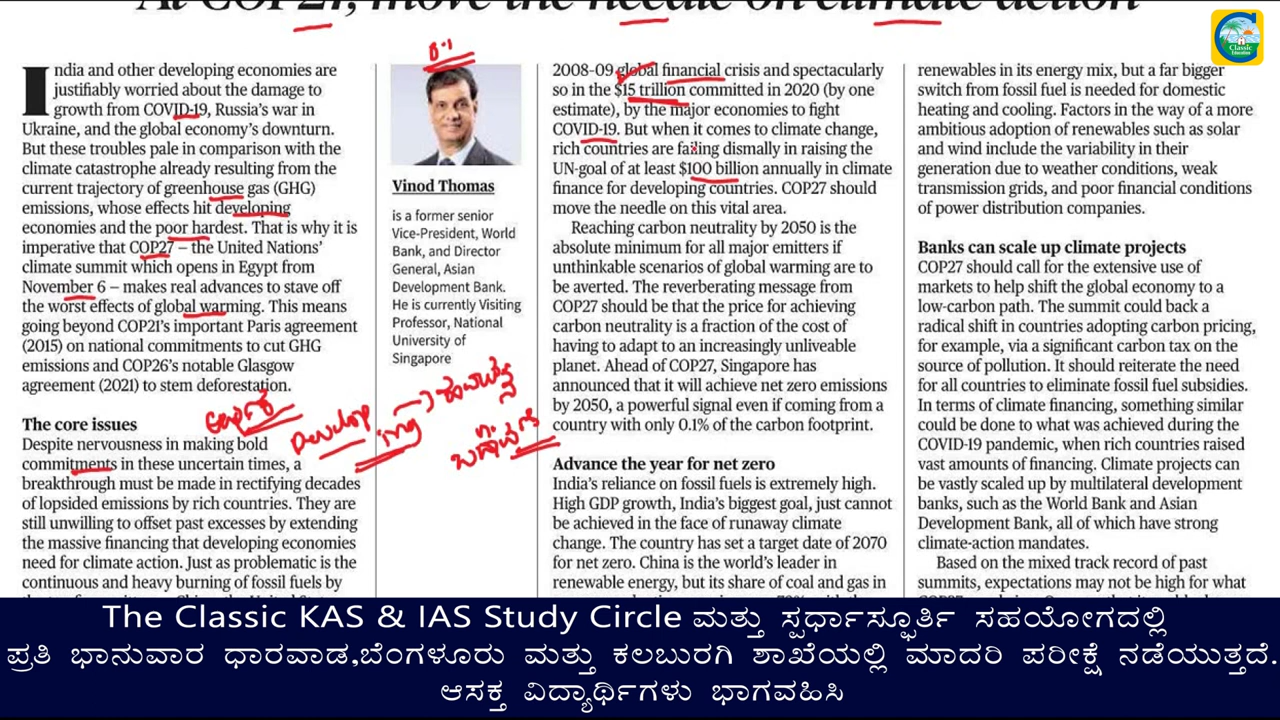 At COP27, move the needle on climate action
Classic
Education
India and other developing economies are
justifiably worried about the damage to
growth from COVID-19, Russia's war in
Ukraine, and the global economy's downturn.
But these troubles pale in comparison with the
climate catastrophe already resulting from the
current trajectory of greenhouse gas (GHG)
emissions, whose effects hit developing
economies and the poor hardest. That is why it is
imperative that COP27 – the United Nations'
climate summit which opens in Egypt from
November 6 – makes real advances to stave off
the worst effects of global warming. This means
going beyond COP21's important Paris agreement
(2015) on national commitments to cut GHG
emissions and COP26's notable Glasgow
agreement (2021) to stem deforestation.
The core issues
Despite nervousness in making bold
commitments in these uncertain times, a
breakthrough must be made in rectifying decades
of lopsided emissions by rich countries. They are
still unwilling to offset past excesses by extending
the massive financing that developing economies
need for climate action. Just as problematic is the
continuous and heavy burning of fossil fuels by
Vinod Thomas
is a former senior
Vice-President, World
Bank, and Director
General, Asian
Development Bank.
He is currently Visiting
Professor, National
University of
Singapore
Develop
ing
2008-09 global financial crisis and spectacularly
so in the $15 trillion committed in 2020 (by one
estimate), by the major economies to fight
COVID-19. But when it comes to climate change,
rich countries are failing dismally in raising the
UN-goal of at least $100 billion annually in climate
finance for developing countries. COP27 should
move the needle on this vital area.
Reaching carbon neutrality by 2050 is the
absolute minimum for all major emitters if
unthinkable scenarios of global warming are to
be averted. The reverberating message from
COP27 should be that the price for achieving
carbon neutrality is a fraction of the cost of
having to adapt to an increasingly unliveable
planet. Ahead of COP27, Singapore has
announced that it will achieve net zero emissions
by 2050, a powerful signal even if coming from a
country with only 0.1% of the carbon footprint.
Advance the year for net zero
India's reliance on fossil fuels is extremely high.
High GDP growth, India's biggest goal, just cannot
be achieved in the face of runaway climate
change. The country has set a target date of 2070
for net zero. China is the world's leader in
renewable energy, but its share of coal and gas in
renewables in its energy mix, but a far bigger
switch from fossil fuel is needed for domestic
heating and cooling. Factors in the way of a more
ambitious adoption of renewables such as solar
and wind include the variability in their
generation due to weather conditions, weak
transmission grids, and poor financial conditions
of power distribution companies.
Banks can scale up climate projects
COP27 should call for the extensive use of
markets to help shift the global economy to a
low-carbon path. The summit could back a
radical shift in countries adopting carbon pricing,
for example, via a significant carbon tax on the
source of pollution. It should reiterate the need
for all countries to eliminate fossil fuel subsidies.
In terms of climate financing, something similar
could be done to what was achieved during the
COVID-19 pandemic, when rich countries raised
vast amounts of financing. Climate projects can
be vastly scaled up by multilateral development
banks, such as the World Bank and Asian
Development Bank, all of which have strong
climate-action mandates.
Based on the mixed track record of past
summits, expectations may not be high for what
The Classic KAS & IAS Study Circle ಮತ್ತು ಸ್ಪರ್ಧಾಸ್ಫೂರ್ತಿ ಸಹಯೋಗದಲ್ಲಿ
ಪ್ರತಿ ಭಾನುವಾರ ಧಾರವಾಡ,ಬೆಂಗಳೂರು ಮತ್ತು ಕಲಬುರಗಿ ಶಾಖೆಯಲ್ಲಿ ಮಾದರಿ ಪರೀಕ್ಷೆ ನಡೆಯುತ್ತದೆ.
ಆಸಕ್ತ ವಿದ್ಯಾರ್ಥಿಗಳು ಭಾಗವಹಿಸಿ